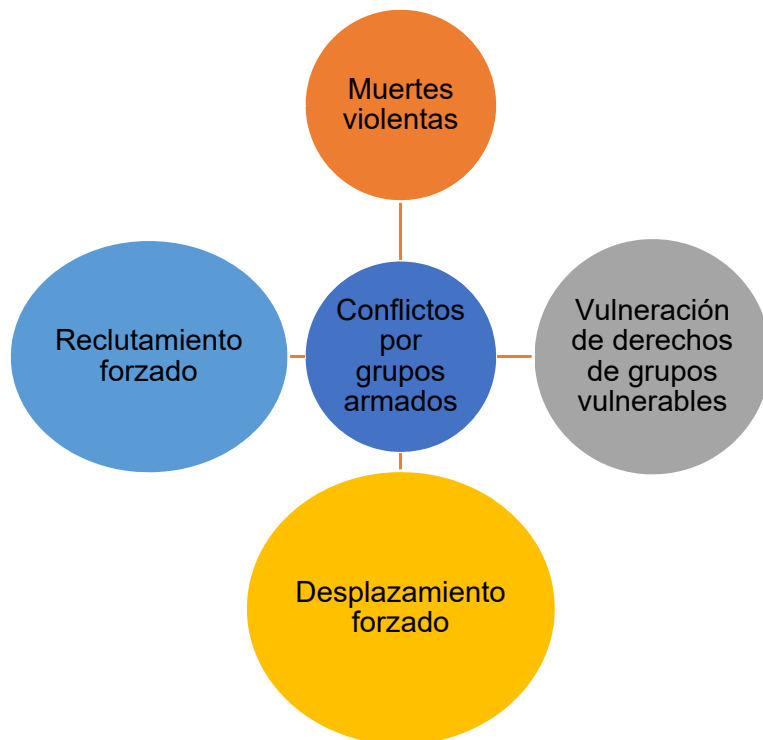 Muertes
violentas
Reclutamiento
forzado
Conflictos
por
grupos
armados
Vulneración
de derechos
de grupos
vulnerables
Desplazamiento
forzado